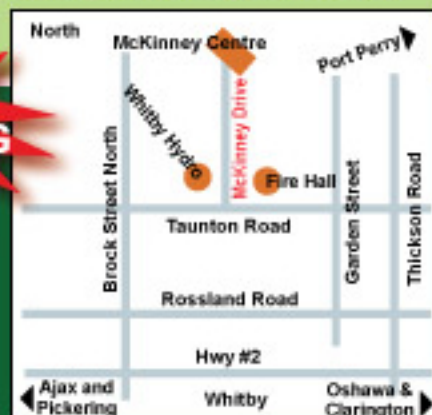 North
McKinney Centre
Port Perry
Whitby Hydro
McKinney Drive
Fire Hall
Brock Street North
Garden Street
Thickson Road
Taunton Road
Rossland Road
Hwy #2
Ajax and
Pickering
Whitby
Oshawa &
Clarington